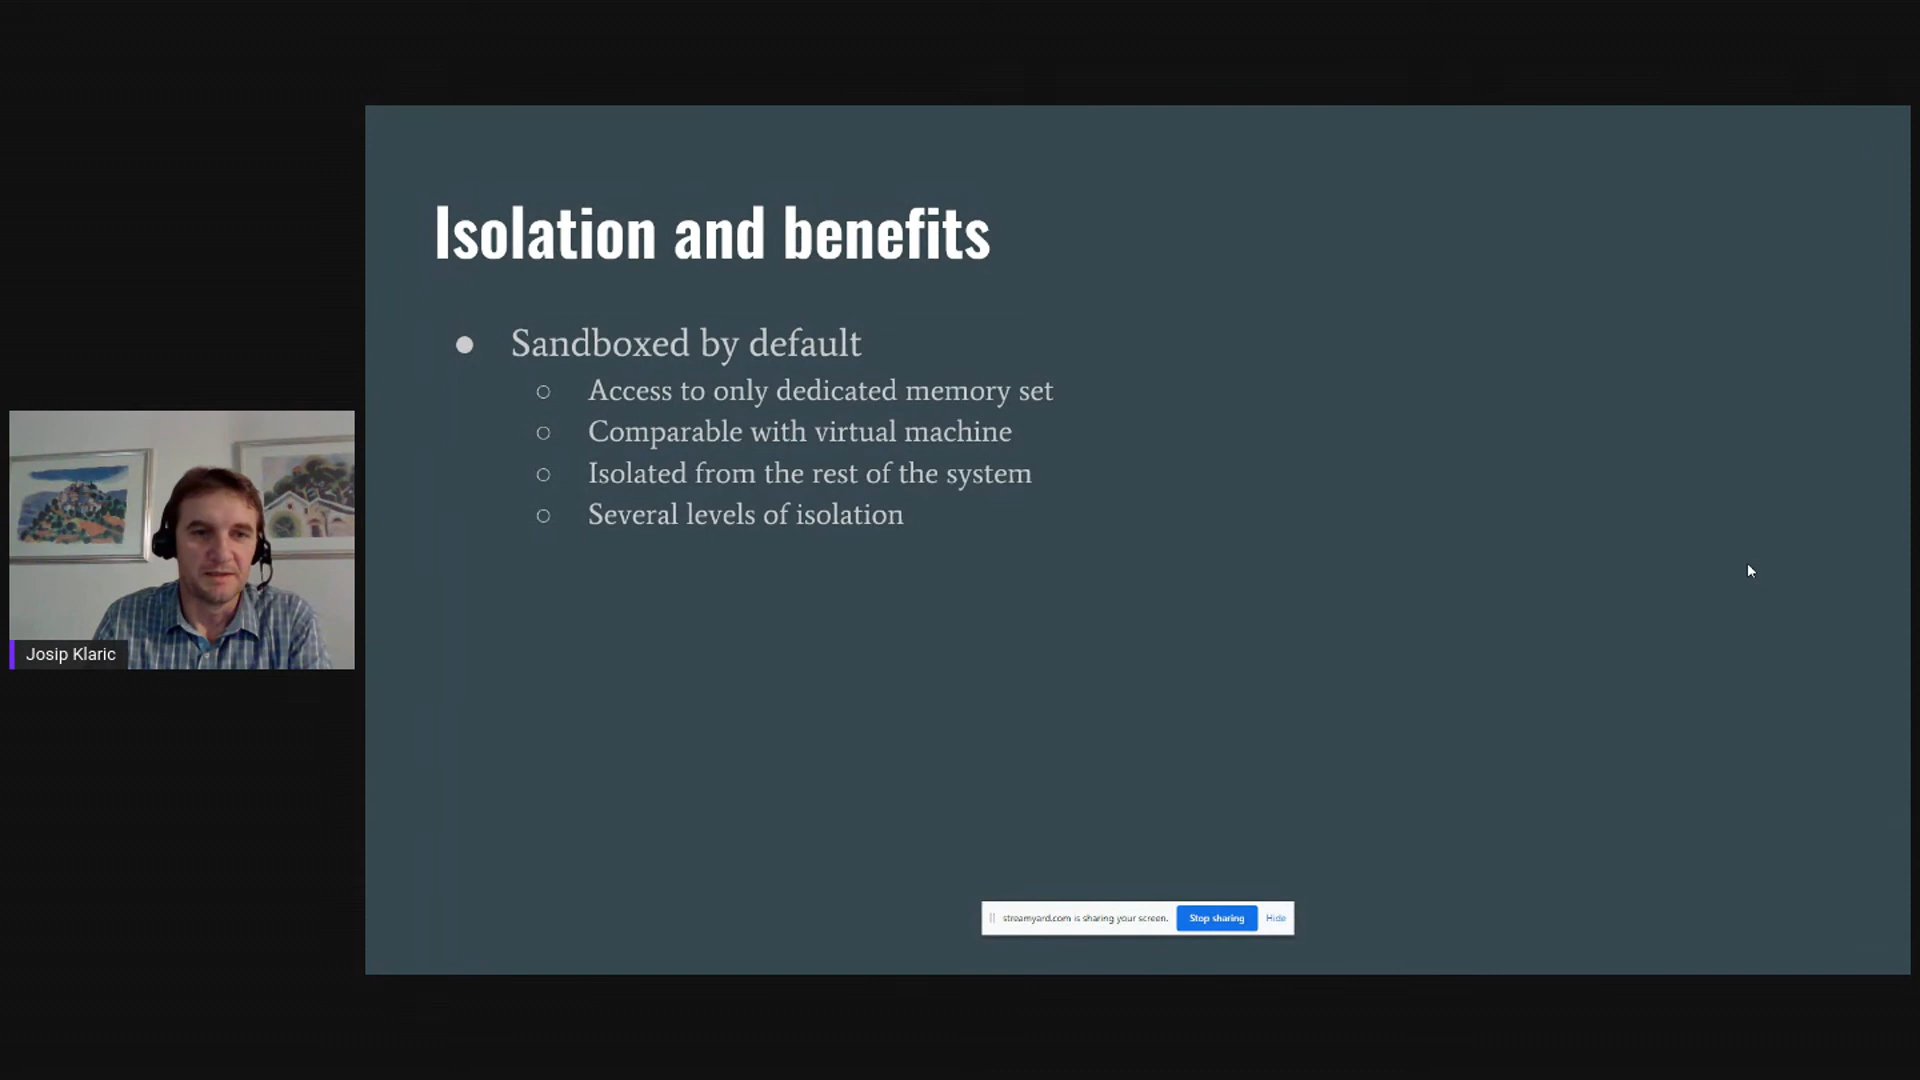 Isolation and benefits
Sandboxed by default
Access to only dedicated memory set
Comparable with virtual machine
Isolated from the rest of the system
Several levels of isolation
Josip Klaric
streamyard.com is sharing your screen. Stop sharing Hide